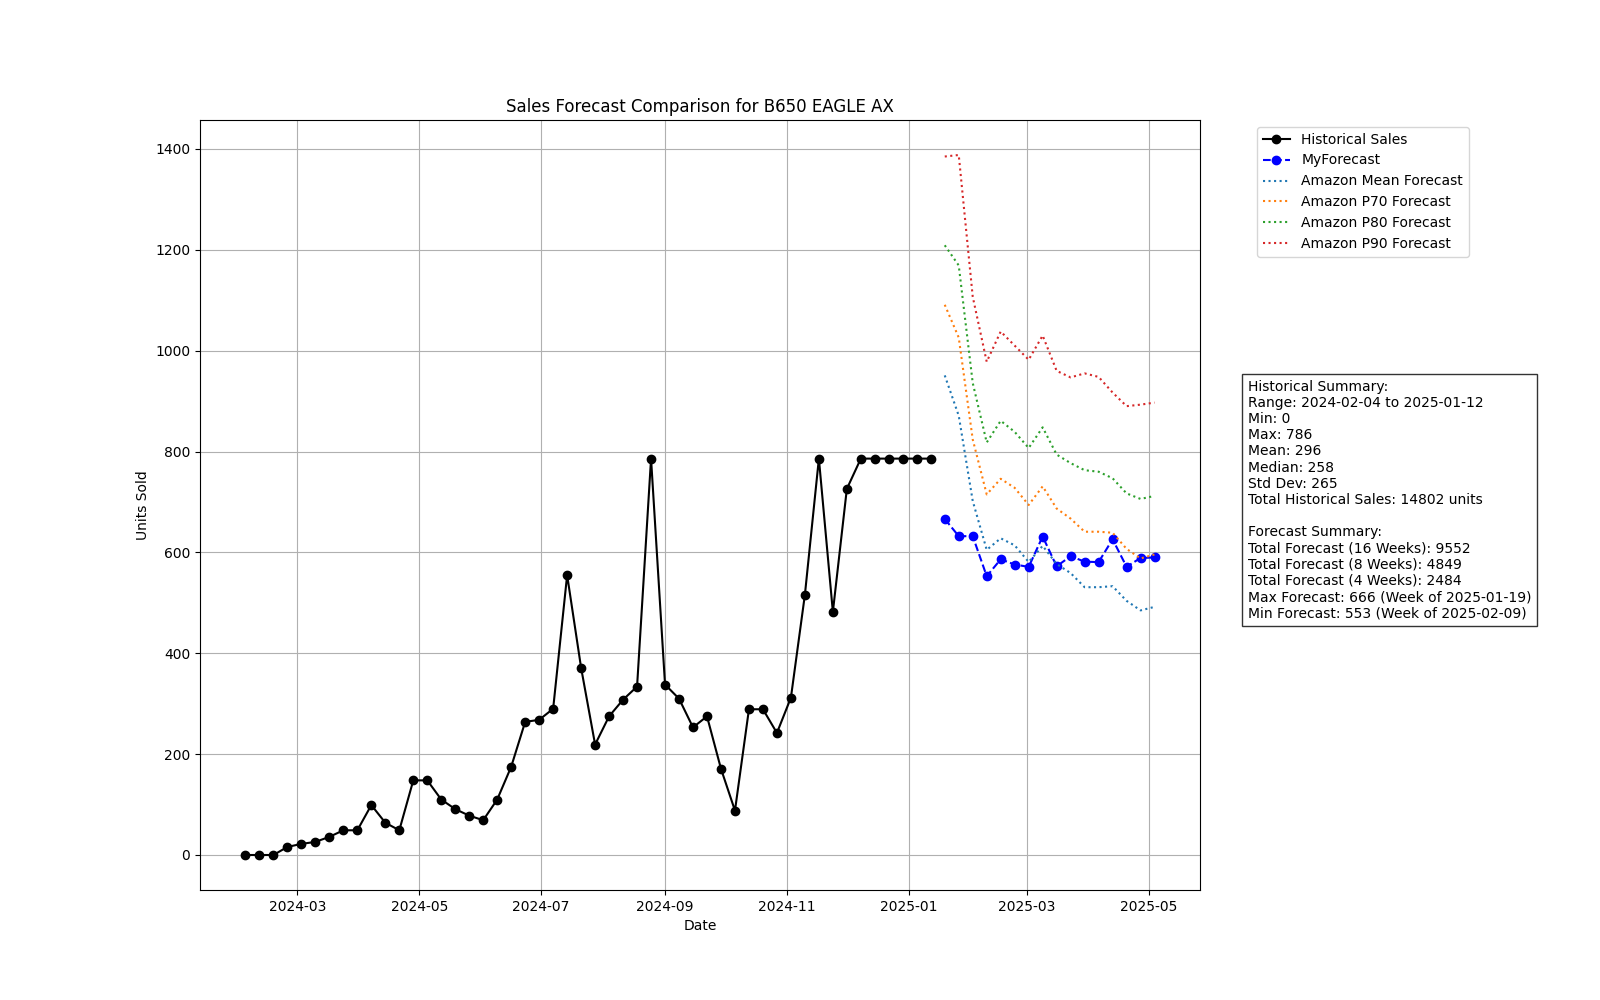 Sales Forecast Comparison for B650 EAGLE AX
Units Sold
1400
1200
1000
800
600
400
200
0
2024-03
2024-05
2024-07
2024-09
2024-11
2025-01
2025-03
2025-05
Date
Historical Sales
MyForecast
Amazon Mean Forecast
Amazon P70 Forecast
Amazon P80 Forecast
Amazon P90 Forecast
Historical Summary:
Range: 2024-02-04 to 2025-01-12
Min: 0
Max: 786
Mean: 296
Median: 258
Std Dev: 265
Total Historical Sales: 14802 units
Forecast Summary:
Total Forecast (16 Weeks): 9552
Total Forecast (8 Weeks): 4849
Total Forecast (4 Weeks): 2484
Max Forecast: 666 (Week of 2025-01-19)
Min Forecast: 553 (Week of 2025-02-09)